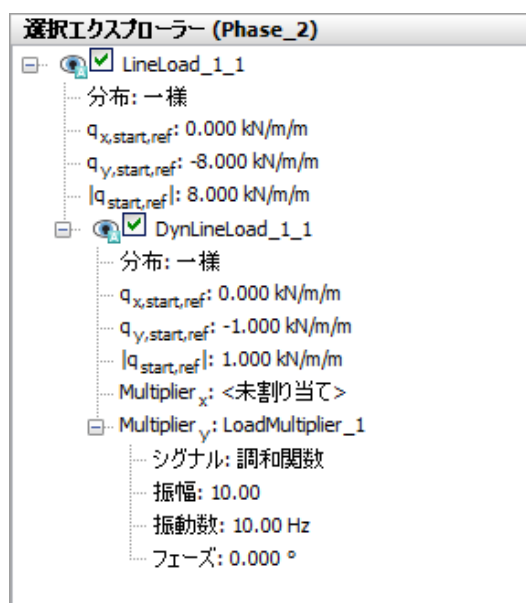 選択エクスプローラー (Phase_2)
LineLoad_1_1
分布: 一様
qx,start,ref: 0.000 kN/m/m
qy,start,ref: -8.000 kN/m/m
|qstart,ref|: 8.000 kN/m/m
DynLineLoad_1_1
分布: 一様
qx,start,ref: 0.000 kN/m/m
qy,start,ref: -1.000 kN/m/m
|qstart,ref|: 1.000 kN/m/m
Multiplierx: <未割り当て>
Multipliery: LoadMultiplier_1
シグナル: 調和関数
振幅: 10.00
振動数: 10.00 Hz
フェーズ: 0.000 °